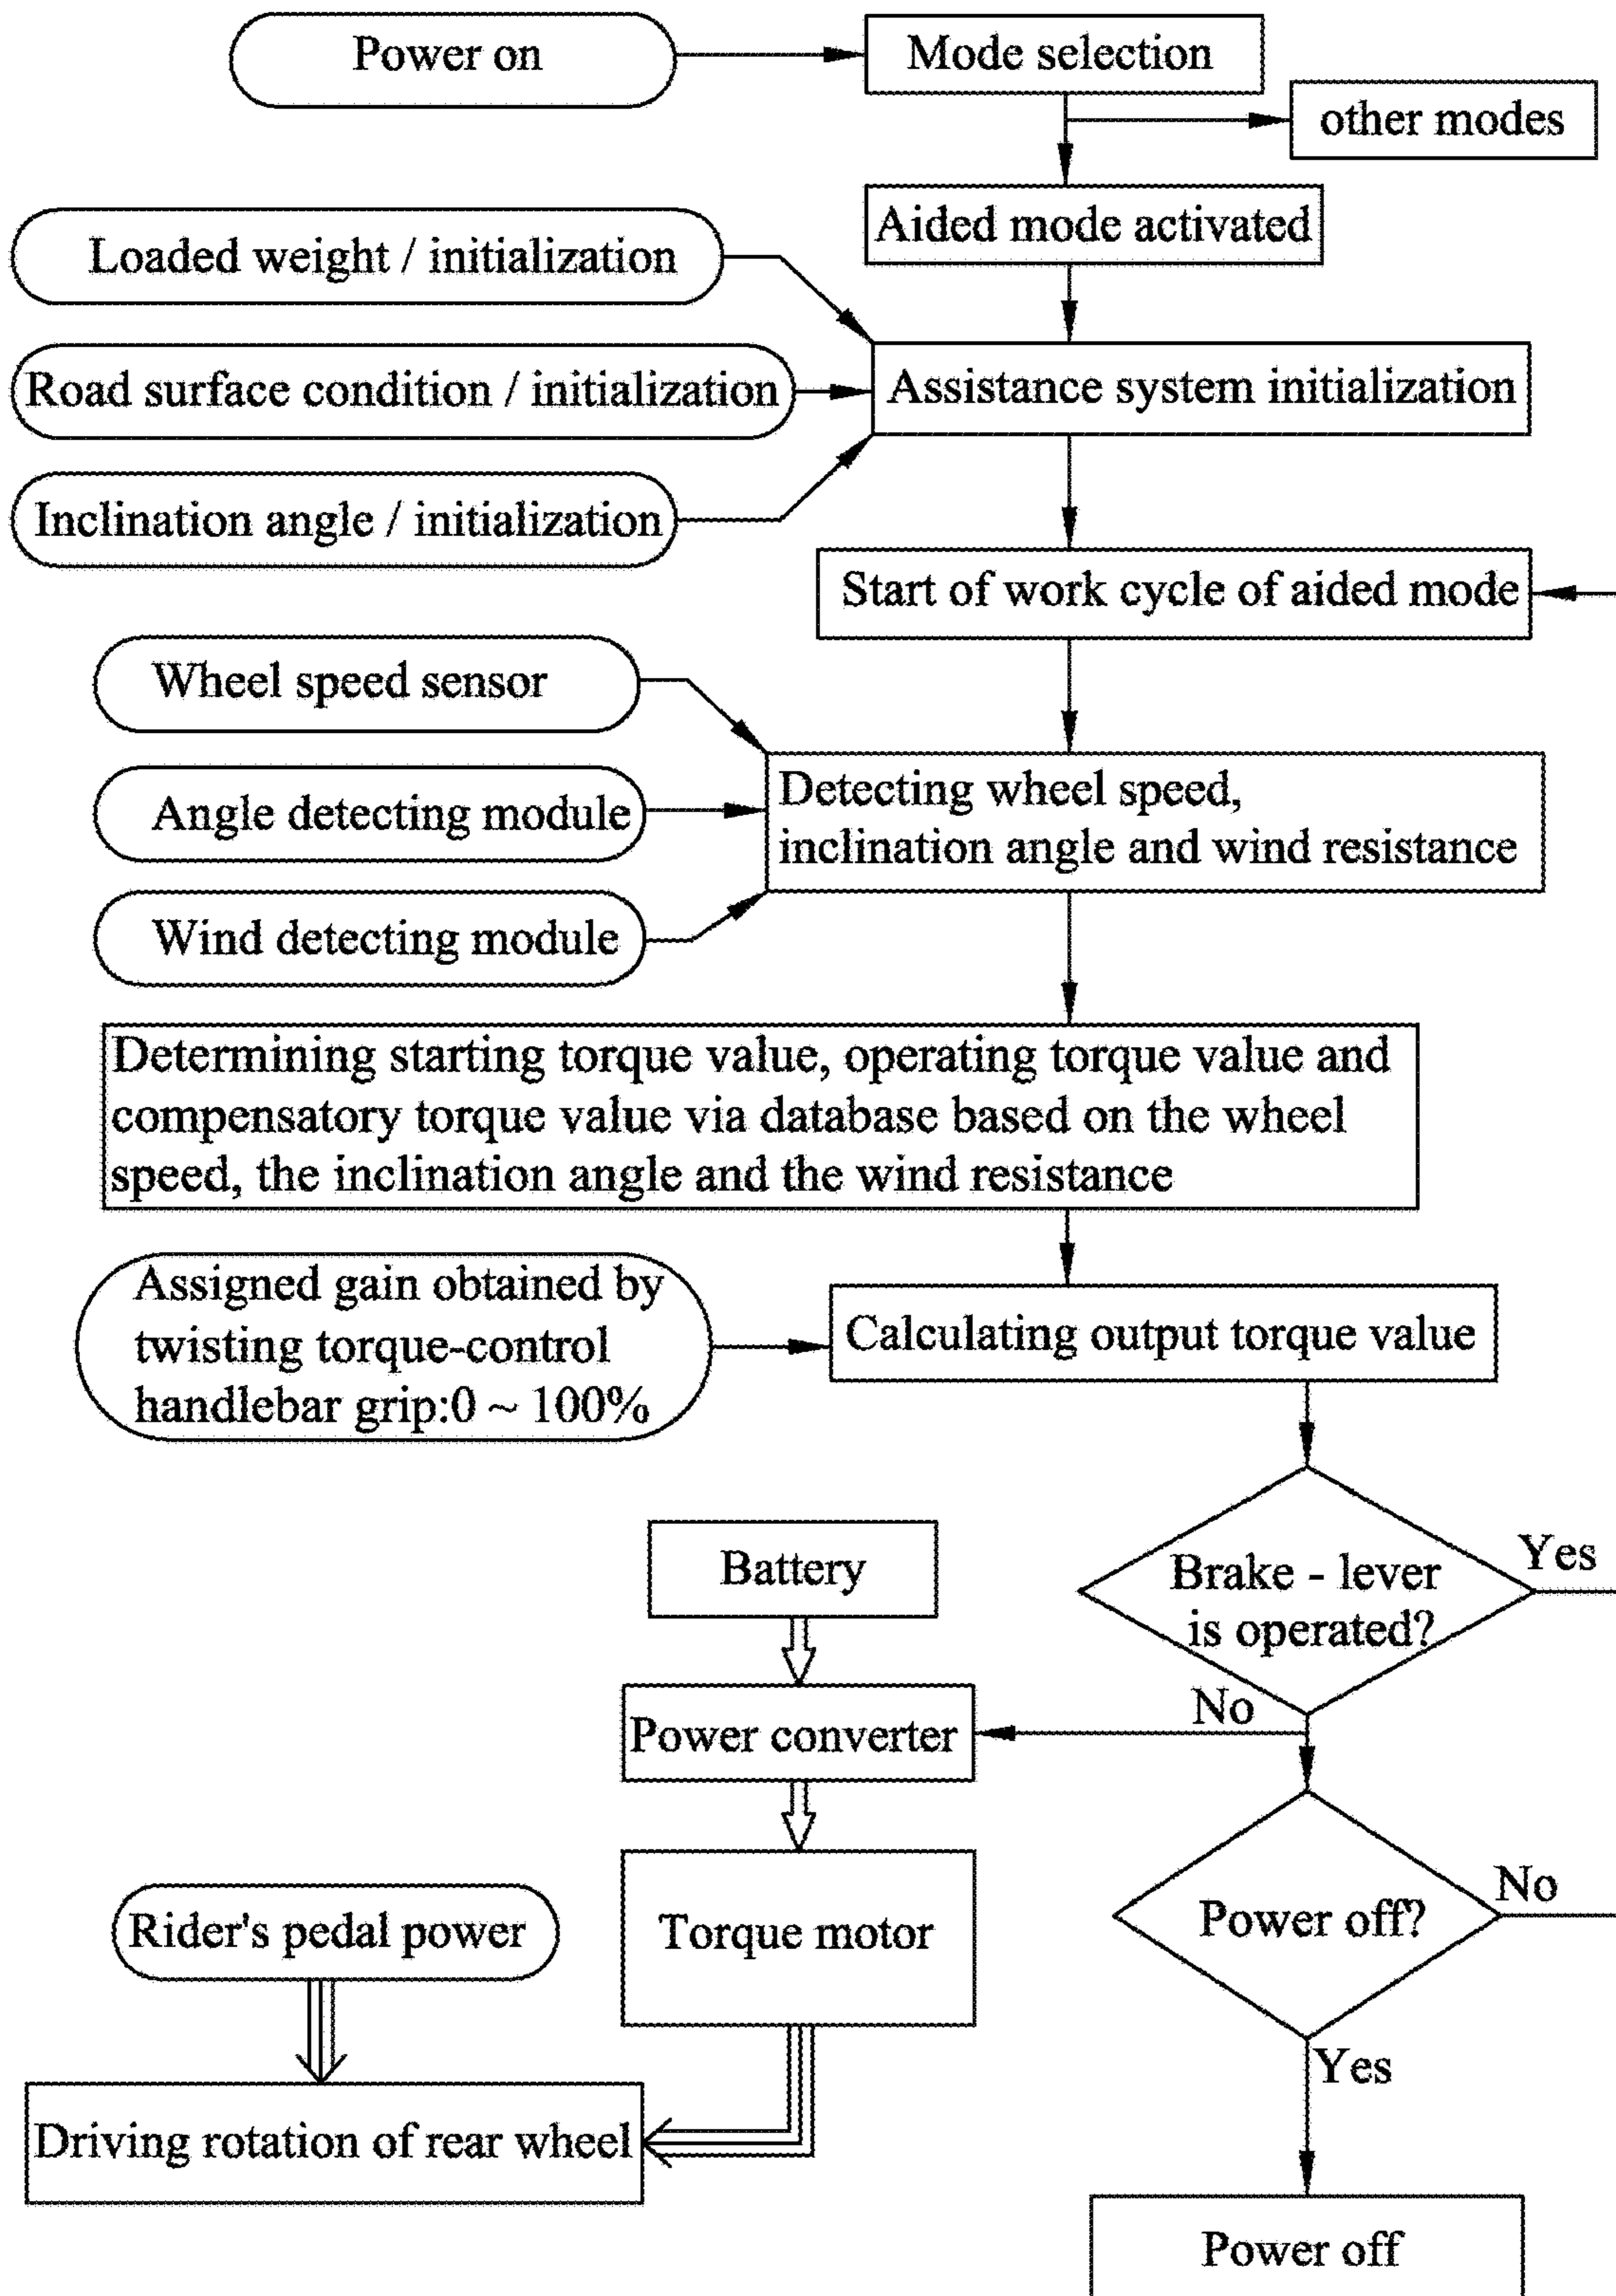 Power on
Mode selection
other modes
Aided mode activated
Loaded weight / initialization
Road surface condition / initialization
Assistance system initialization
Inclination angle / initialization
Start of work cycle of aided mode
Wheel speed sensor
Angle detecting module
Detecting wheel speed,
inclination angle and wind resistance
Wind detecting module
Determining starting torque value, operating torque value and
compensatory torque value via database based on the wheel
speed, the inclination angle and the wind resistance
Assigned gain obtained by
twisting torque-control
handlebar grip:0 ~ 100%
Calculating output torque value
Brake - lever
is operated?
Yes
Battery
No
Power converter
Torque motor
Power off?
No
Rider's pedal power
Yes
Driving rotation of rear wheel
Power off